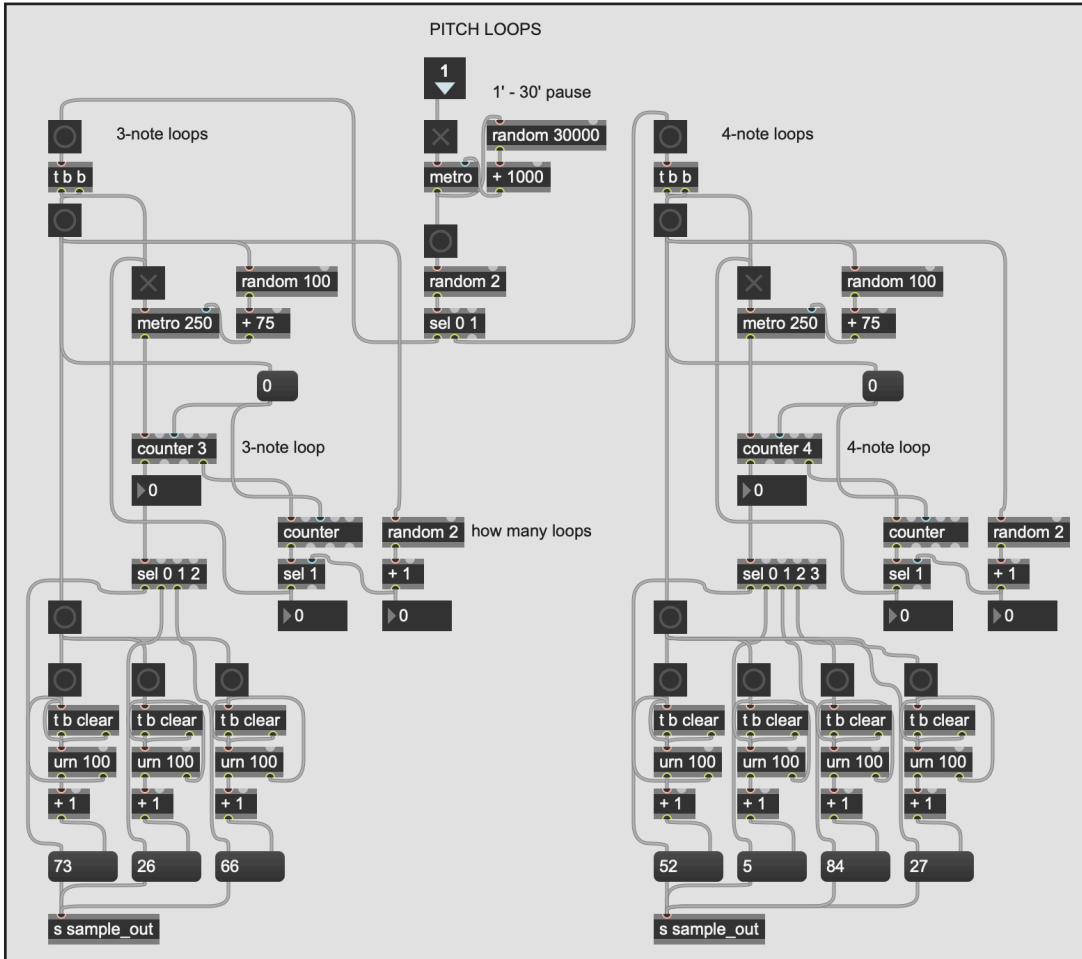 PITCH LOOPS
1
1' - 30' pause
3-note loops
random 30000
4-note loops
t b b
metro
+ 1000
t b b
random 100
random 2
random 100
metro 250
+ 75
sel 0 1
metro 250
+ 75
0
0
counter 3
3-note loop
counter 4
4-note loop
0
0
counter
random 2
how many loops
counter
random 2
sel 0 1 2
sel 1
+ 1
sel 0 1 2 3
sel 1
+ 1
0
0
0
0
t b clear
t b clear
t b clear
t b clear
t b clear
t b clear
t b clear
urn 100
urn 100
urn 100
urn 100
urn 100
urn 100
urn 100
+ 1
+ 1
+ 1
+ 1
+ 1
+ 1
+ 1
73
26
66
52
5
84
27
s sample_out
s sample_out